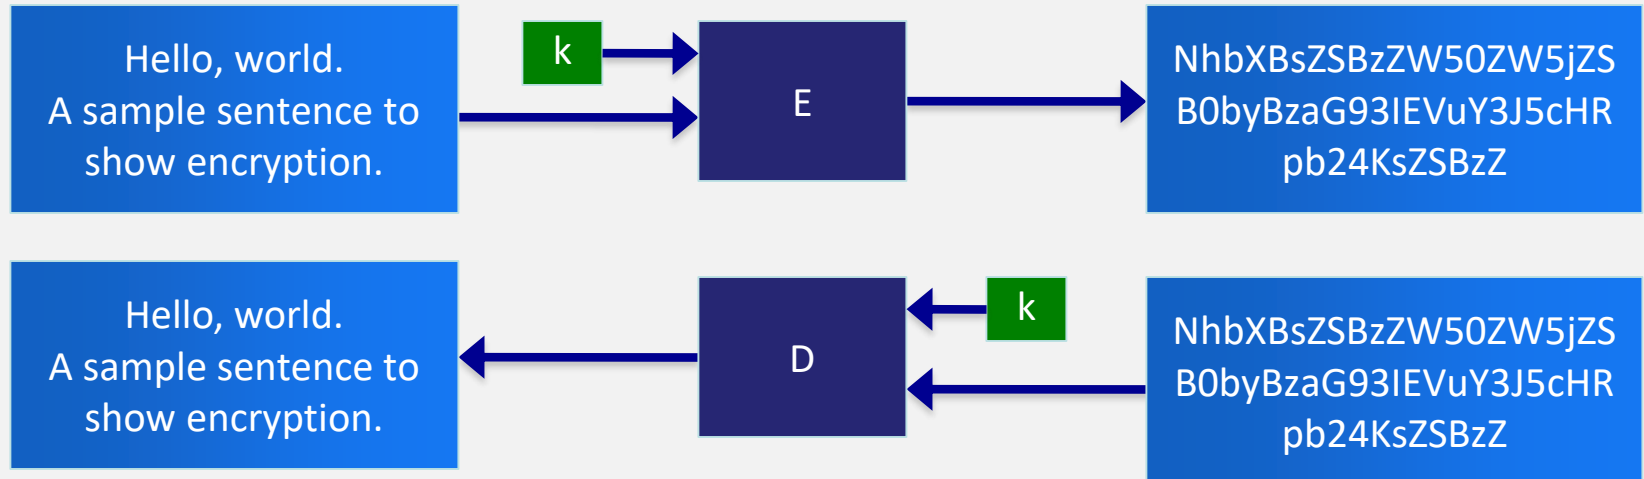 Hello, world.
A sample sentence to
show encryption.
k
E
NhbXBsZSBzZW50ZW5jZS
B0byBzaG93IEVuY3J5cHR
pb24KsZSBzZ
Hello, world.
A sample sentence to
show encryption.
D
k
NhbXBsZSBzZW50ZW5jZS
B0byBzaG93IEVuY3J5cHR
pb24KsZSBzZ